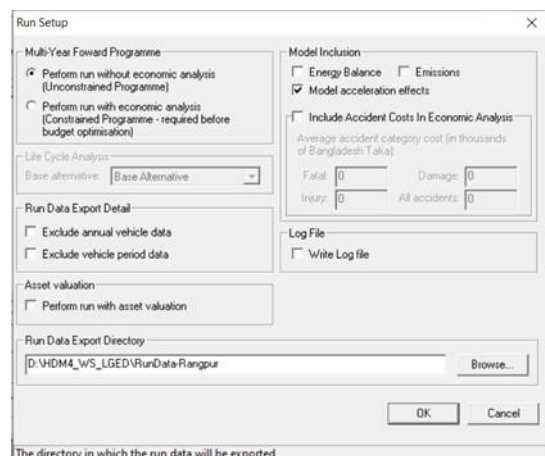 Run Setup
Multi-Year Foward Programme
Perform run without economic analysis
(Unconstrained Programme)
Perform run with economic analysis
(Constrained Programme - required before
budget optimisation)
Life Cycle Analysis
Base alternative: Base Alternative
Run Data Export Detail
Exclude annual vehicle data
Exclude vehicle period data
Asset valuation
Perform run with asset valuation
Model Inclusion
Energy Balance Emissions
Model acceleration effects
Include Accident Costs In Economic Analysis
Average accident category cost (in thousands
of Bangladesh Taka)
Fatal: 0 Damage: 0
Injury: 0 All accidents: 0
Log File
Write Log file
Run Data Export Directory
D:\HDM4_WS_LGED\RunData-Rangpur
Browse...
OK Cancel
The directory in which the run data will be exported